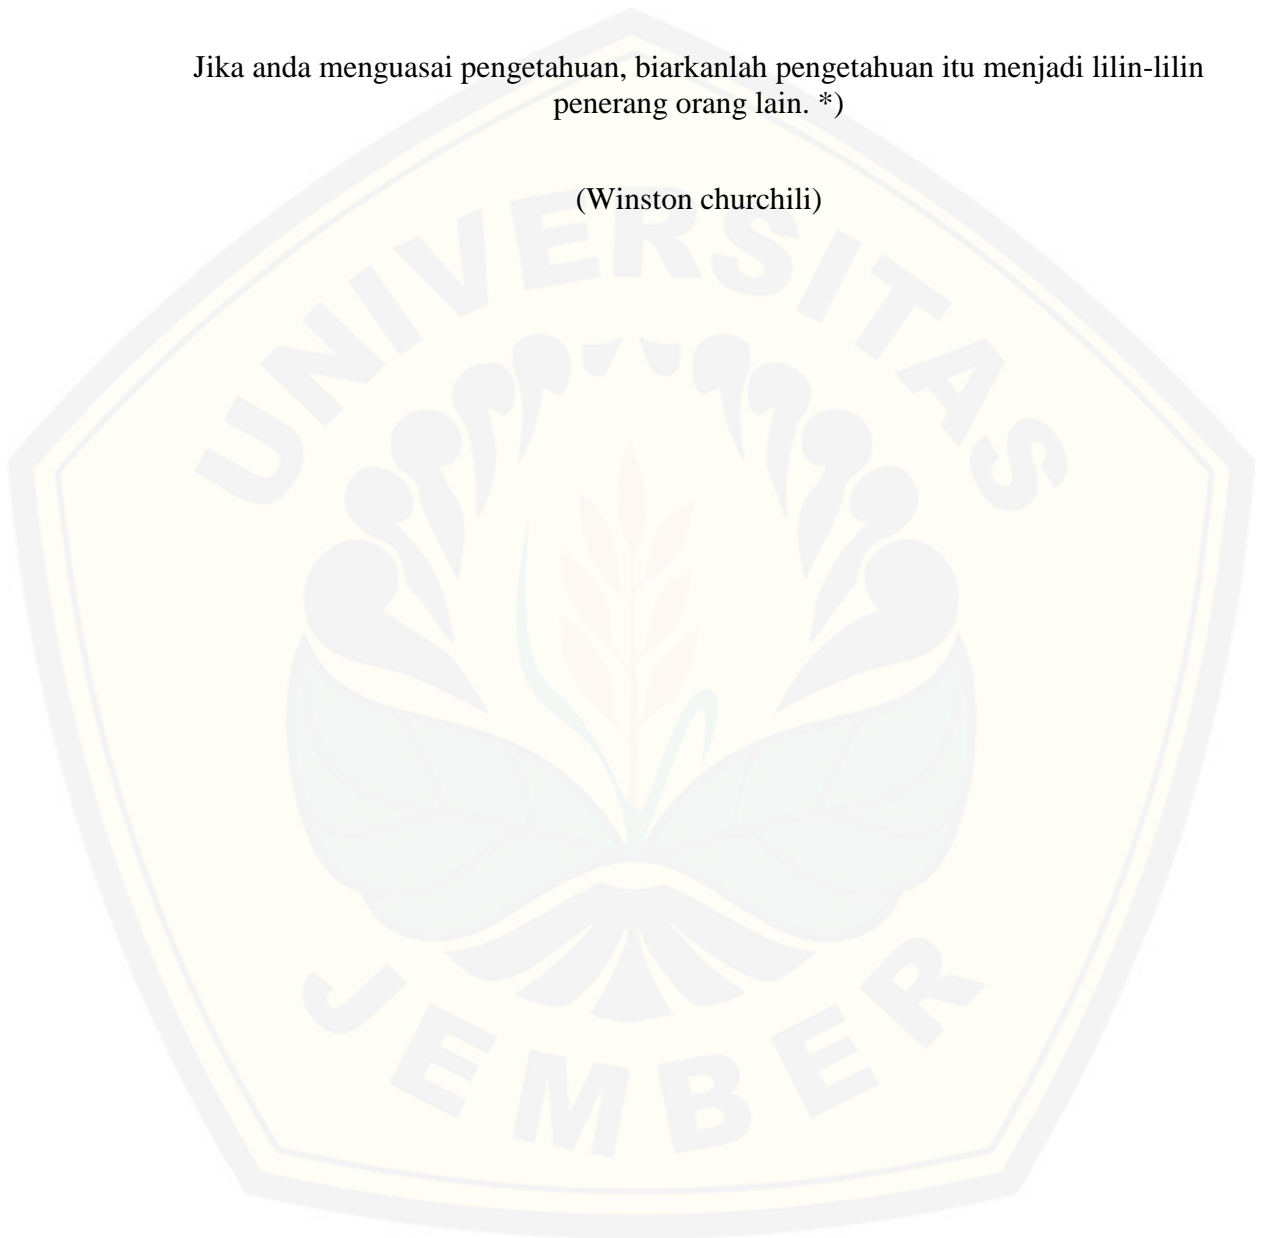 Jika anda menguasai pengetahuan, biarkanlah pengetahuan itu menjadi lilin-lilin
penerang orang lain. *)
(Winston churchili)
UNIVERSITAS
JEMBER